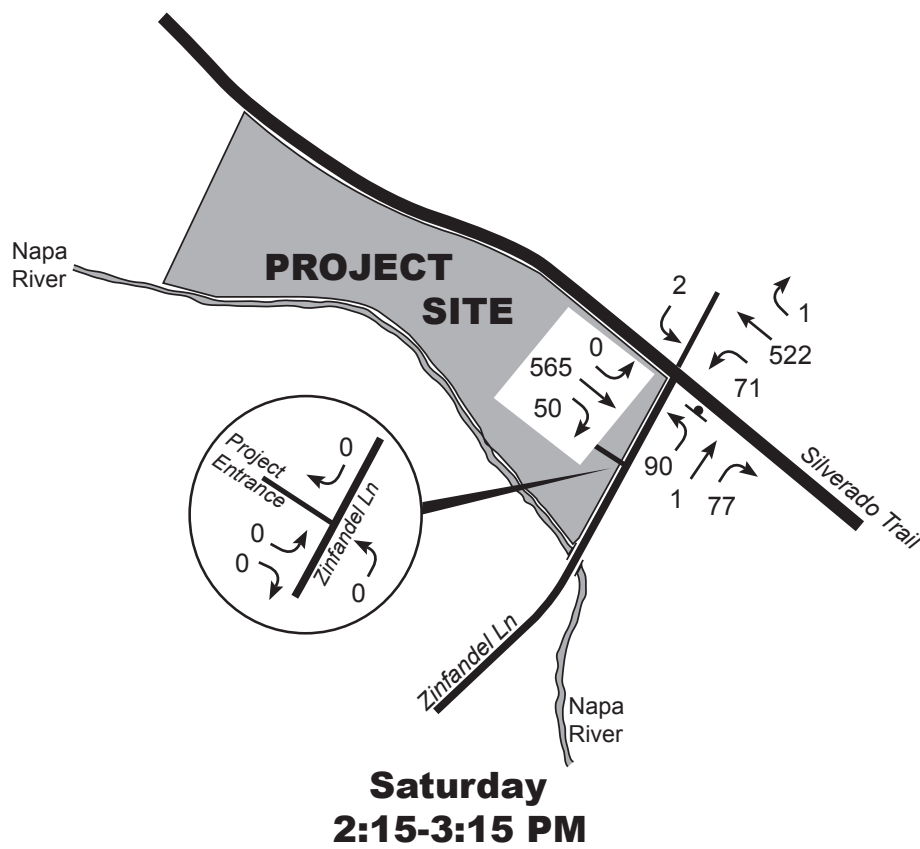 Napa
River
PROJECT
SITE
2
1
522
71
0
565
50
90
1
77
Silverado Trail
Project
Entrance
0
0
0
0
Zinfandel Ln
Zinfandel Ln
Napa
River
Saturday
2:15-3:15 PM